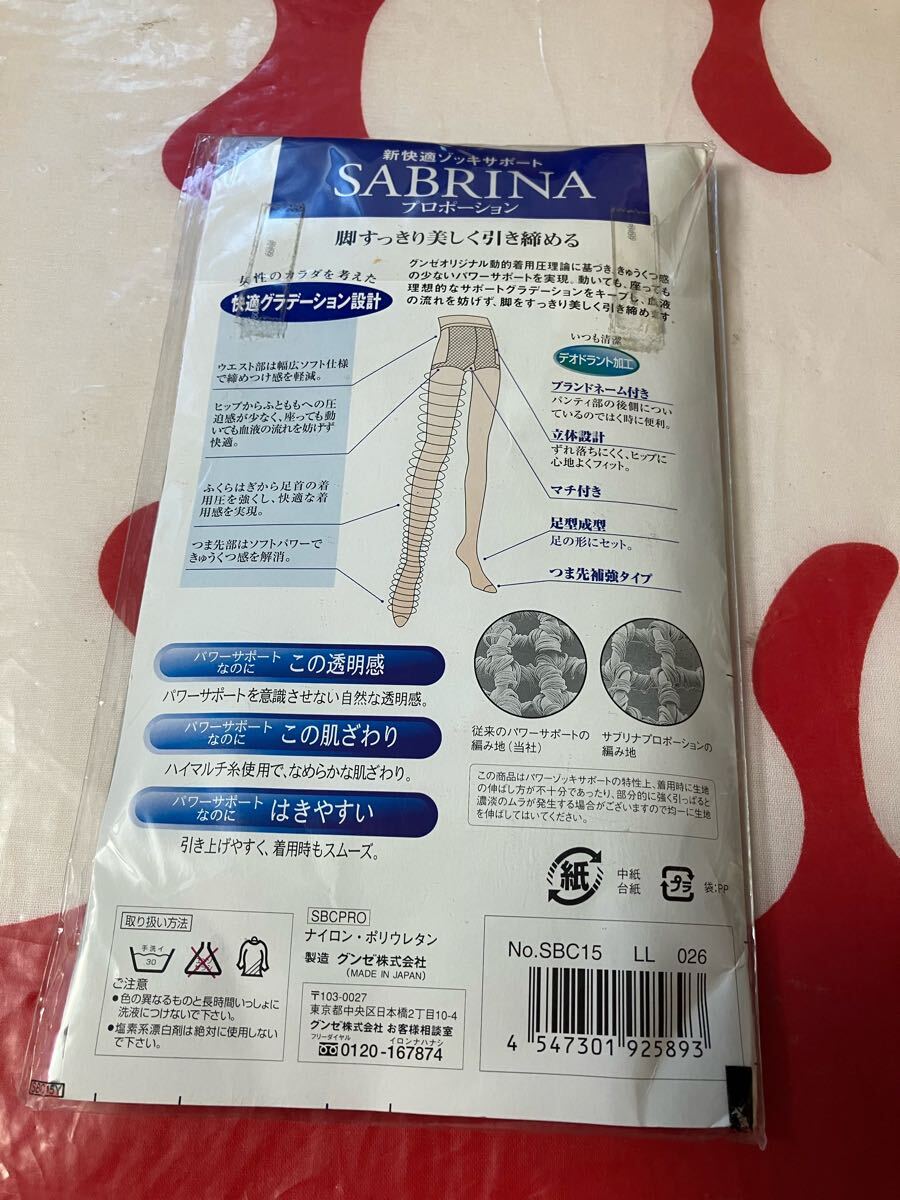 新快適ゾッキサポート
SABRINA
プロポーション
脚すっきり美しく引き締める
女性のカラダを考えた
快適グラデーション設計
グンゼオリジナル動的着用圧理論に基づき、きゅうくつ感
の少ないパワーサポートを実現。動いても、座っても
理想的なサポートグラデーションをキープし、血液
の流れを妨げず、脚をすっきり美しく引き締めます。
ウエスト部は幅広ソフト仕様
で締めつけ感を軽減。
ヒップからふとももへの圧
迫感が少なく、座っても動
いても血液の流れを妨げず
快適。
ふくらはぎから足首の着
用圧を強くし、快適な着
用感を実現。
つま先部はソフトパワーで
きゅうくつ感を解消。
いつも清潔
デオドラント加工
ブランドネーム付き
パンティ部の後側につい
ているのではく時に便利。
立体設計
ずれ落ちにくく、ヒップに
心地よくフィット。
マチ付き
足型成型
足の形にセット。
つま先補強タイプ
パワーサポート
なのに
この透明感
パワーサポートを意識させない自然な透明感。
パワーサポート
なのに
この肌ざわり
ハイマルチ糸使用で、なめらかな肌ざわり。
パワーサポート
なのに
はきやすい
引き上げやすく、着用時もスムーズ。
従来のパワーサポートの
編み地(当社)
サブリナプロポーションの
編み地
この商品はパワーゾッキサポートの特性上、着用時に生地
の伸ばし方が不十分であったり、部分的に強く引っぱると
濃淡のムラが発生する場合がございますので均一に生地
を伸ばしてはいてください。
紙
中紙
台紙
プラ
袋:PP
取り扱い方法
手洗イ
30
ご注意
●色の異なるものと長時間いっしょに
洗液につけないで下さい。
●塩素系漂白剤は絶対に使用しない
で下さい。
SBCPRO
ナイロン・ポリウレタン
製造 グンゼ株式会社
(MADE IN JAPAN)
〒103-0027
東京都中央区日本橋2丁目10-4
グンゼ株式会社 お客様相談室
フリーダイヤル イロンナハナシ
0120-167874
No.SBC15 LL 026
4 547301 925893
SBC15Y